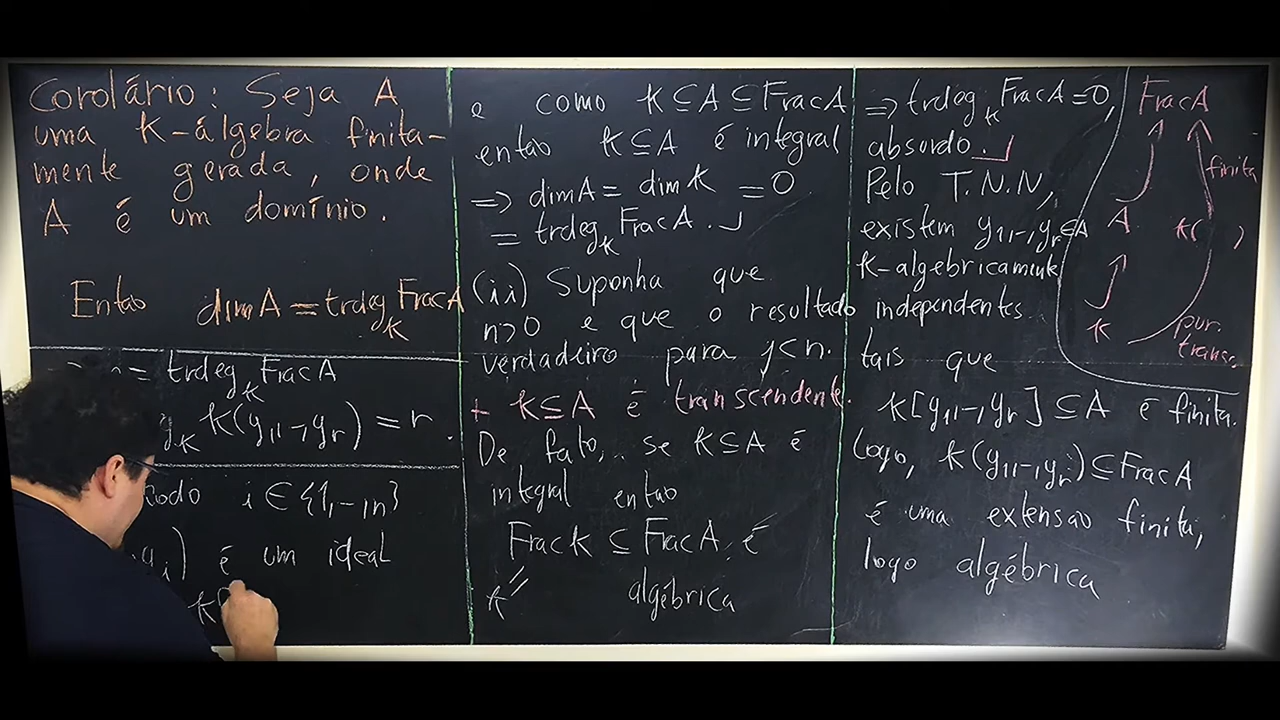 Corolário: Seja A
uma K-álgebra finita-
mente gerada, onde
A é um domínio.
Então dim A = trdeg_K Frac A
= trdeg_K Frac A
K(y_1,–,y_r) = r.
i ∈ {1,–,n}
é um ideal
K[
e como K ⊆ A ⊆ Frac A
então K ⊆ A é integral
⇒ dim A = dim K = 0
= trdeg_K Frac A. ┘
(ii) Suponha que
n>0 e que o resultado
verdadeiro para j<n.
+ K ⊆ A é transcendente.
De fato, se K ⊆ A é
integral então
Frac K ⊆ Frac A, é
K algébrica
⇒ trdeg_K Frac A = 0,
absurdo. ┘
Pelo T.N.N,
existem y_1,–,y_r ∈ A
K-algebricamente
independentes
tais que
K[y_1,–,y_r] ⊆ A é finita.
Logo, K(y_1,–,y_r) ⊆ Frac A
é uma extensão finita,
logo algébrica
Frac A
finita
A K( )
K
pur.
transc.